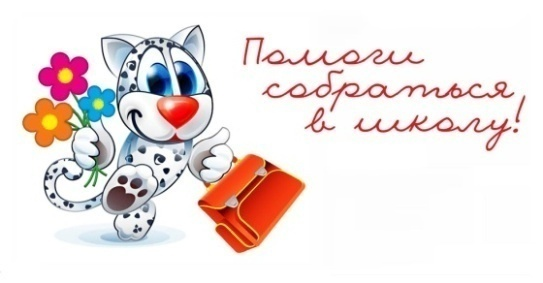 Помоги
собраться
в школу!